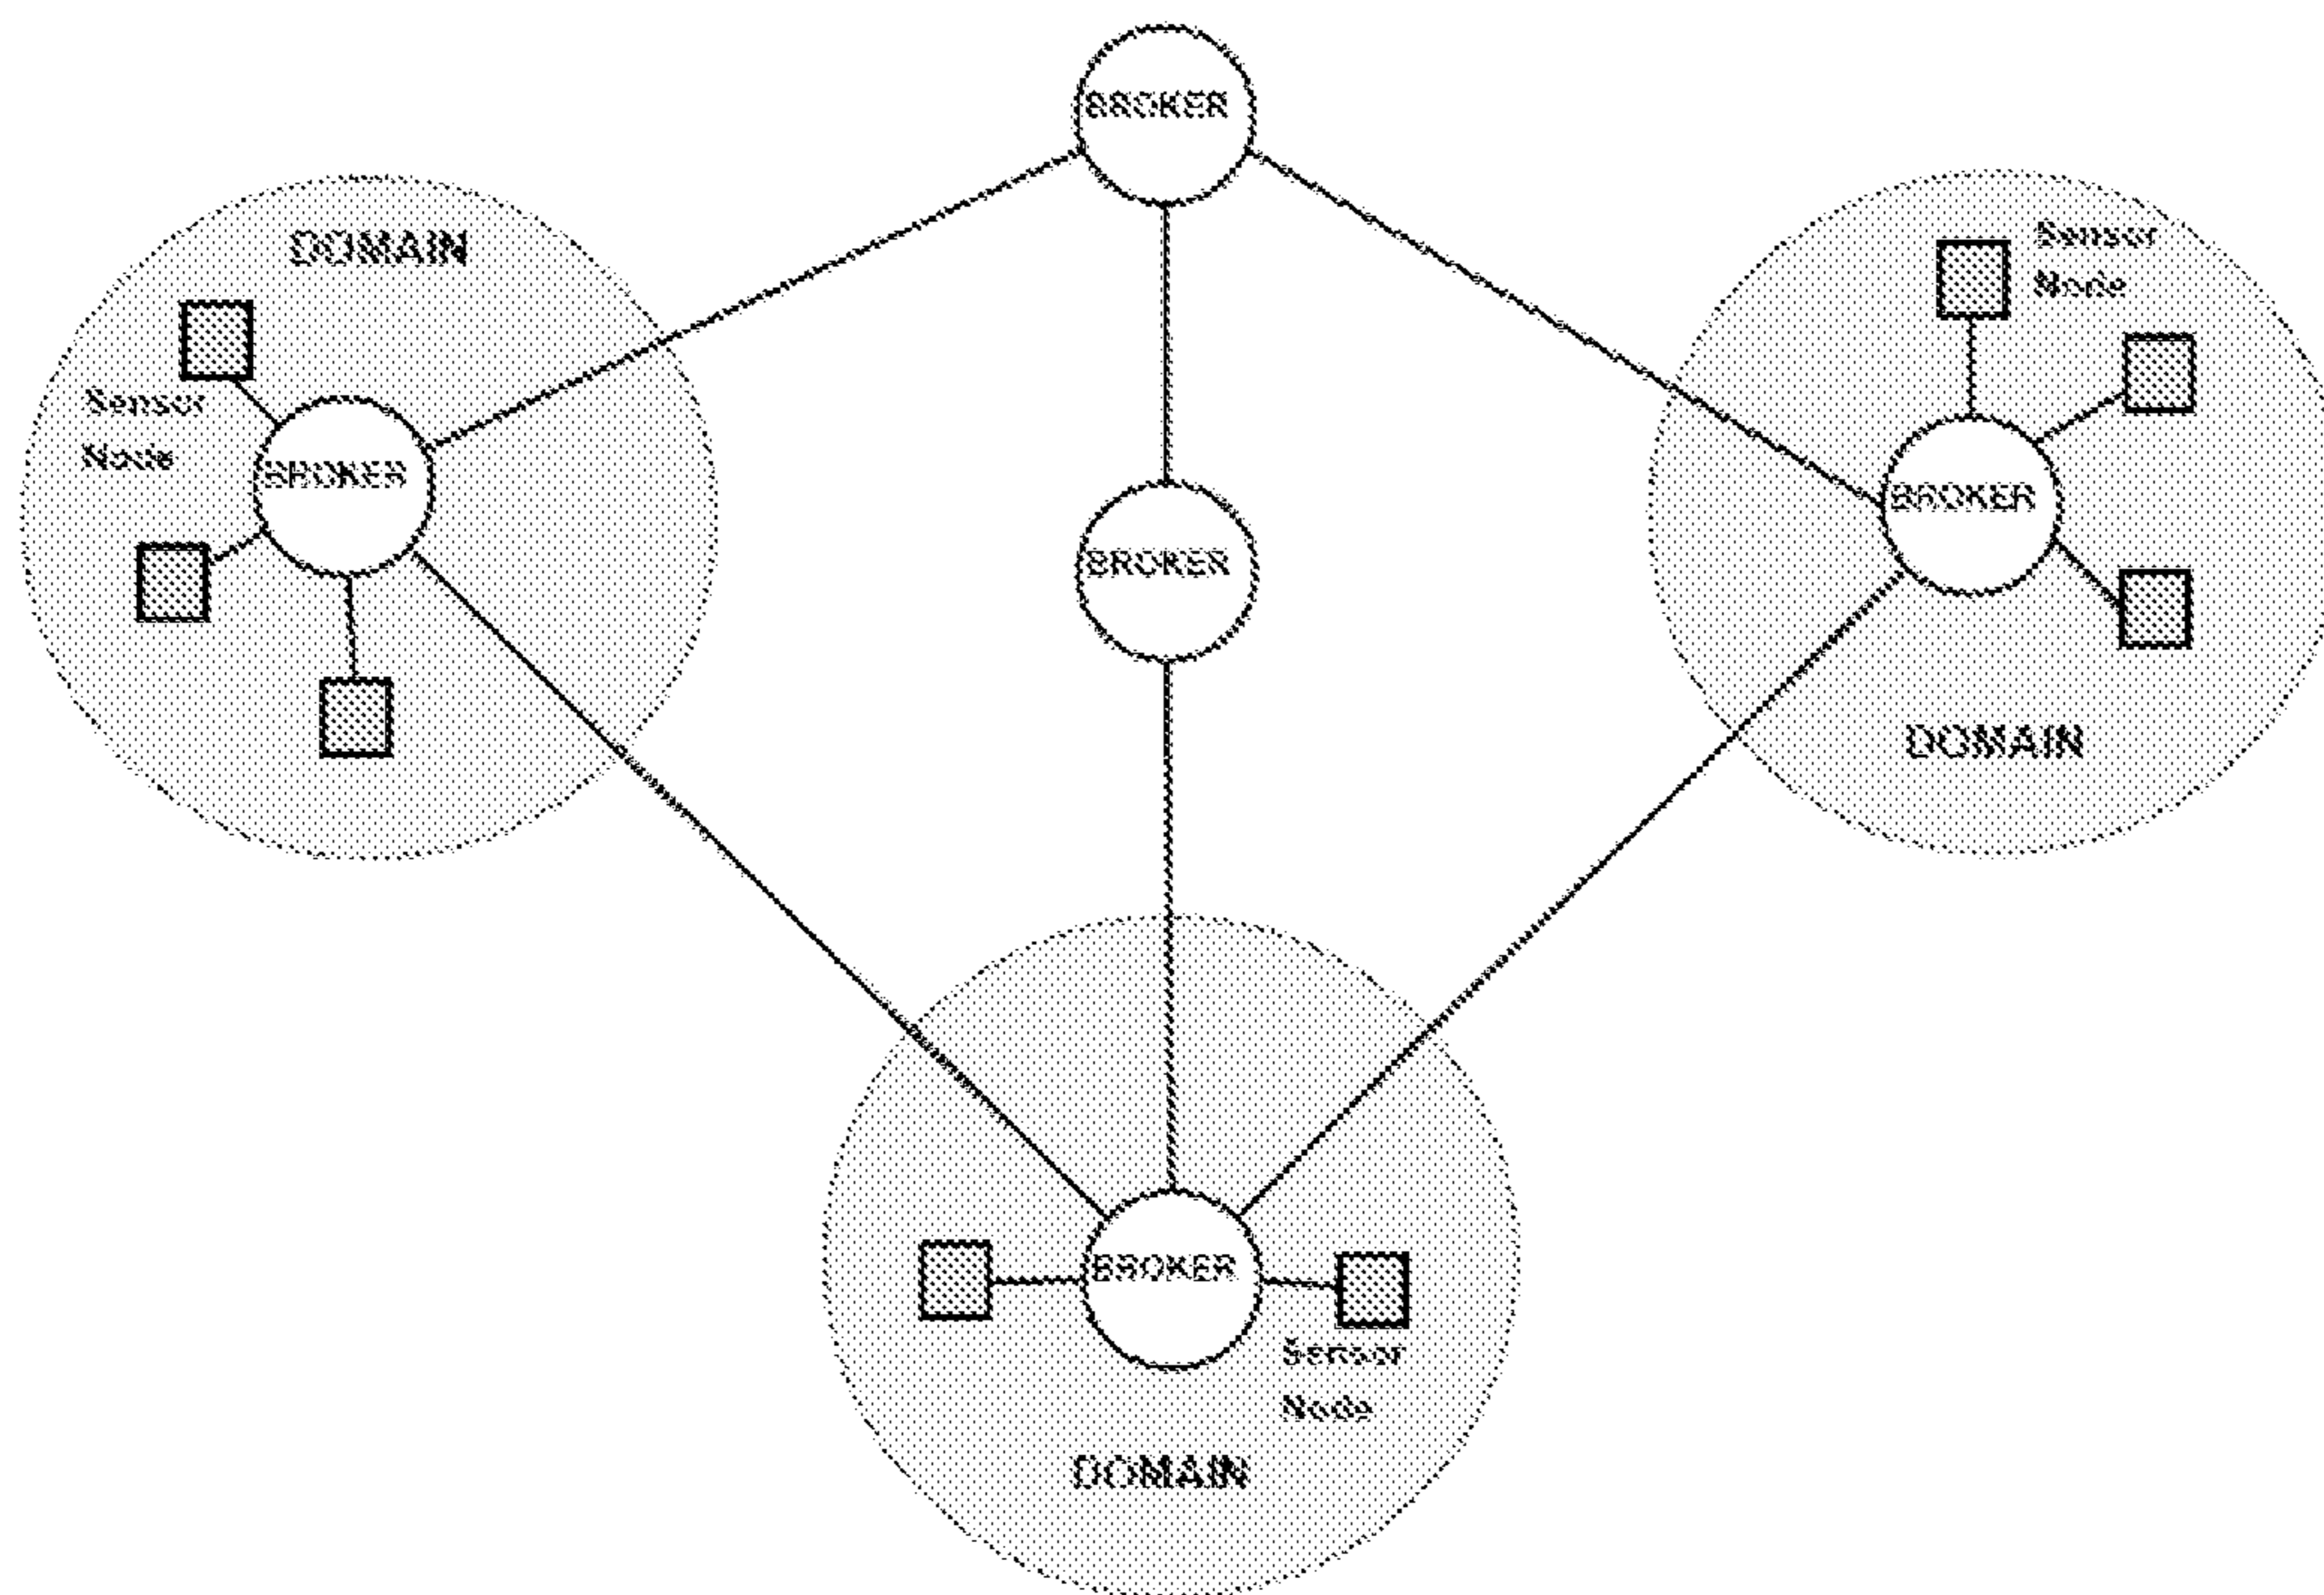 BROKER
DOMAIN
Sensor
Node
BROKER
BROKER
Sensor
Node
BROKER
DOMAIN
BROKER
Sensor
Node
DOMAIN